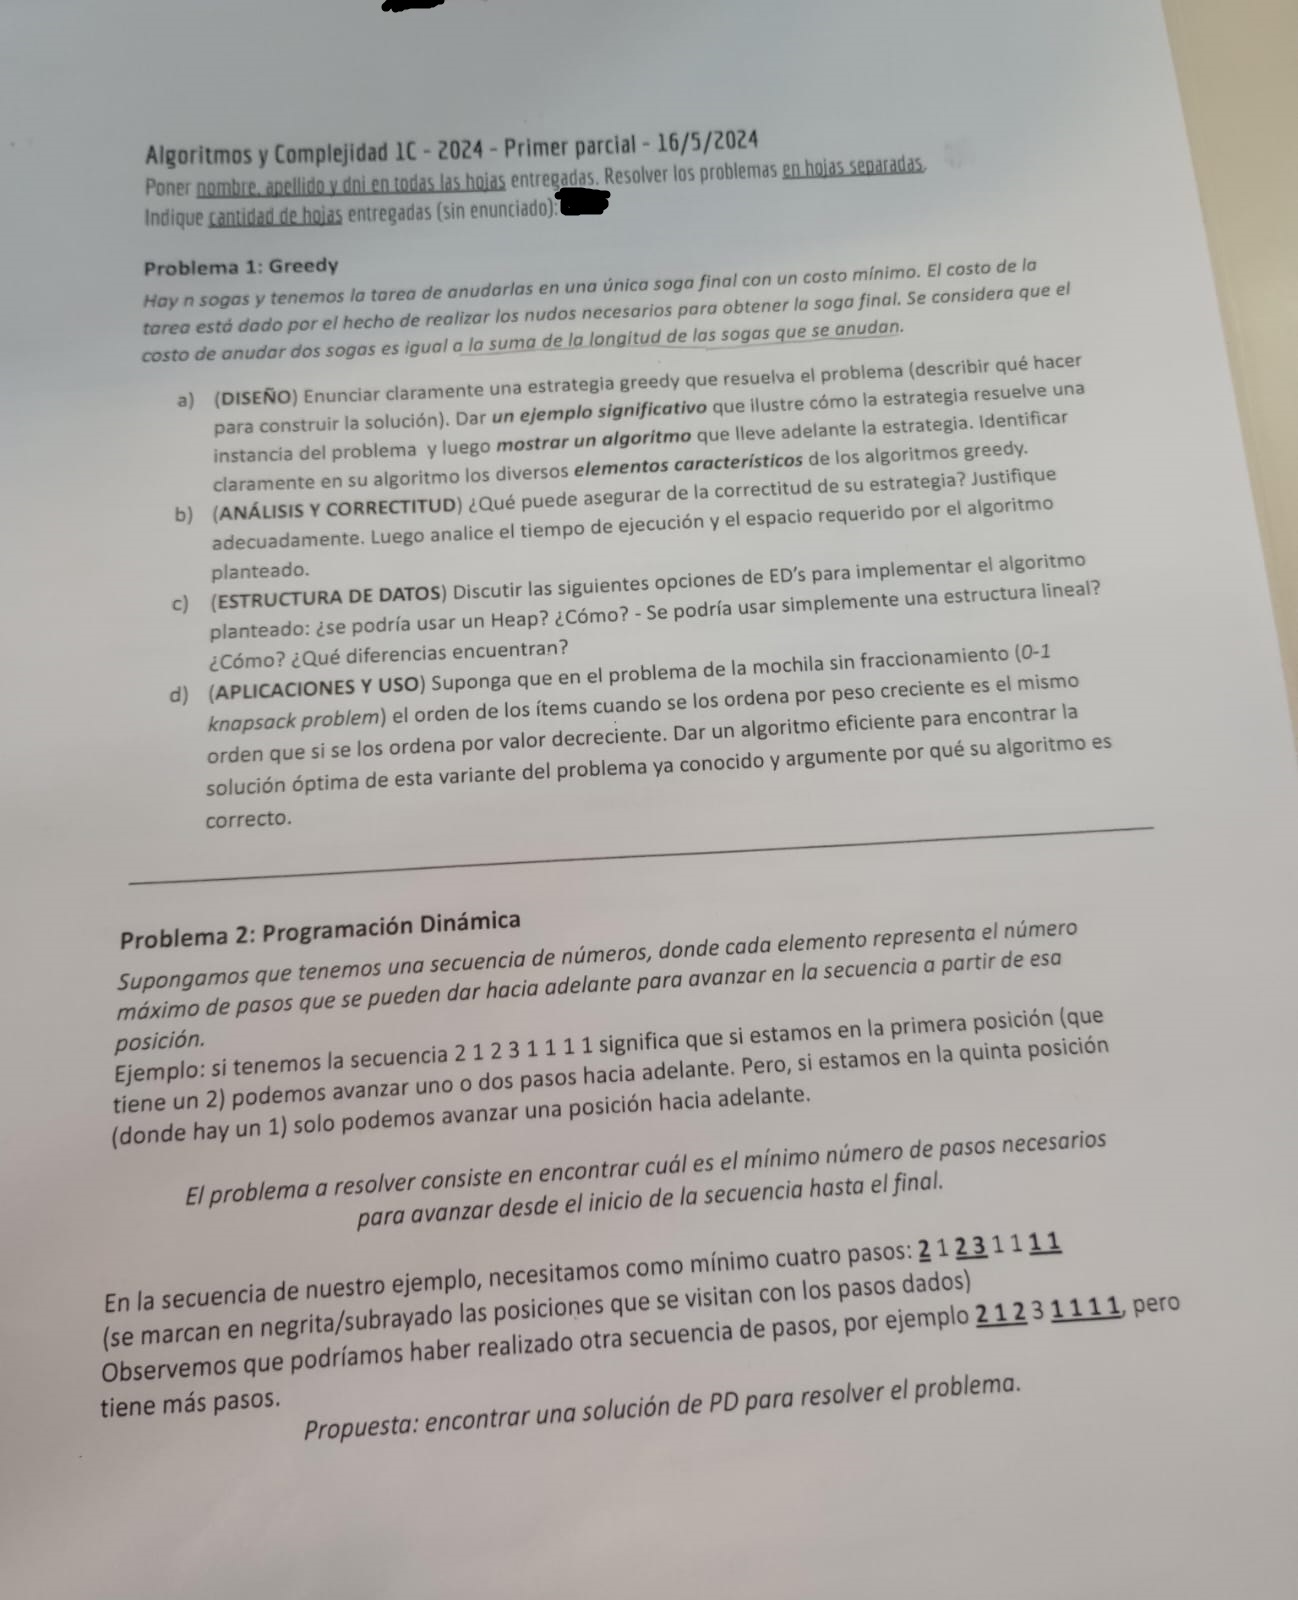 Algoritmos y Complejidad 1C - 2024 - Primer parcial - 16/5/2024
Poner nombre, apellido y dni en todas las hojas entregadas. Resolver los problemas en hojas separadas.
Indique cantidad de hojas entregadas (sin enunciado):
Problema 1: Greedy
Hay n sogas y tenemos la tarea de anudarlas en una única soga final con un costo mínimo. El costo de la
tarea está dado por el hecho de realizar los nudos necesarios para obtener la soga final. Se considera que el
costo de anudar dos sogas es igual a la suma de la longitud de las sogas que se anudan.
a) (DISEÑO) Enunciar claramente una estrategia greedy que resuelva el problema (describir qué hacer
para construir la solución). Dar un ejemplo significativo que ilustre cómo la estrategia resuelve una
instancia del problema y luego mostrar un algoritmo que lleve adelante la estrategia. Identificar
claramente en su algoritmo los diversos elementos característicos de los algoritmos greedy.
b) (ANÁLISIS Y CORRECTITUD) ¿Qué puede asegurar de la correctitud de su estrategia? Justifique
adecuadamente. Luego analice el tiempo de ejecución y el espacio requerido por el algoritmo
planteado.
c) (ESTRUCTURA DE DATOS) Discutir las siguientes opciones de ED's para implementar el algoritmo
planteado: ¿se podría usar un Heap? ¿Cómo? - Se podría usar simplemente una estructura lineal?
¿Cómo? ¿Qué diferencias encuentran?
d) (APLICACIONES Y USO) Suponga que en el problema de la mochila sin fraccionamiento (0-1
knapsack problem) el orden de los ítems cuando se los ordena por peso creciente es el mismo
orden que si se los ordena por valor decreciente. Dar un algoritmo eficiente para encontrar la
solución óptima de esta variante del problema ya conocido y argumente por qué su algoritmo es
correcto.
Problema 2: Programación Dinámica
Supongamos que tenemos una secuencia de números, donde cada elemento representa el número
máximo de pasos que se pueden dar hacia adelante para avanzar en la secuencia a partir de esa
posición.
Ejemplo: si tenemos la secuencia 2 1 2 3 1 1 1 1 significa que si estamos en la primera posición (que
tiene un 2) podemos avanzar uno o dos pasos hacia adelante. Pero, si estamos en la quinta posición
(donde hay un 1) solo podemos avanzar una posición hacia adelante.
El problema a resolver consiste en encontrar cuál es el mínimo número de pasos necesarios
para avanzar desde el inicio de la secuencia hasta el final.
En la secuencia de nuestro ejemplo, necesitamos como mínimo cuatro pasos: 2 1 2 3 1 1 1 1
(se marcan en negrita/subrayado las posiciones que se visitan con los pasos dados)
Observemos que podríamos haber realizado otra secuencia de pasos, por ejemplo 2 1 2 3 1 1 1 1, pero
tiene más pasos.
Propuesta: encontrar una solución de PD para resolver el problema.